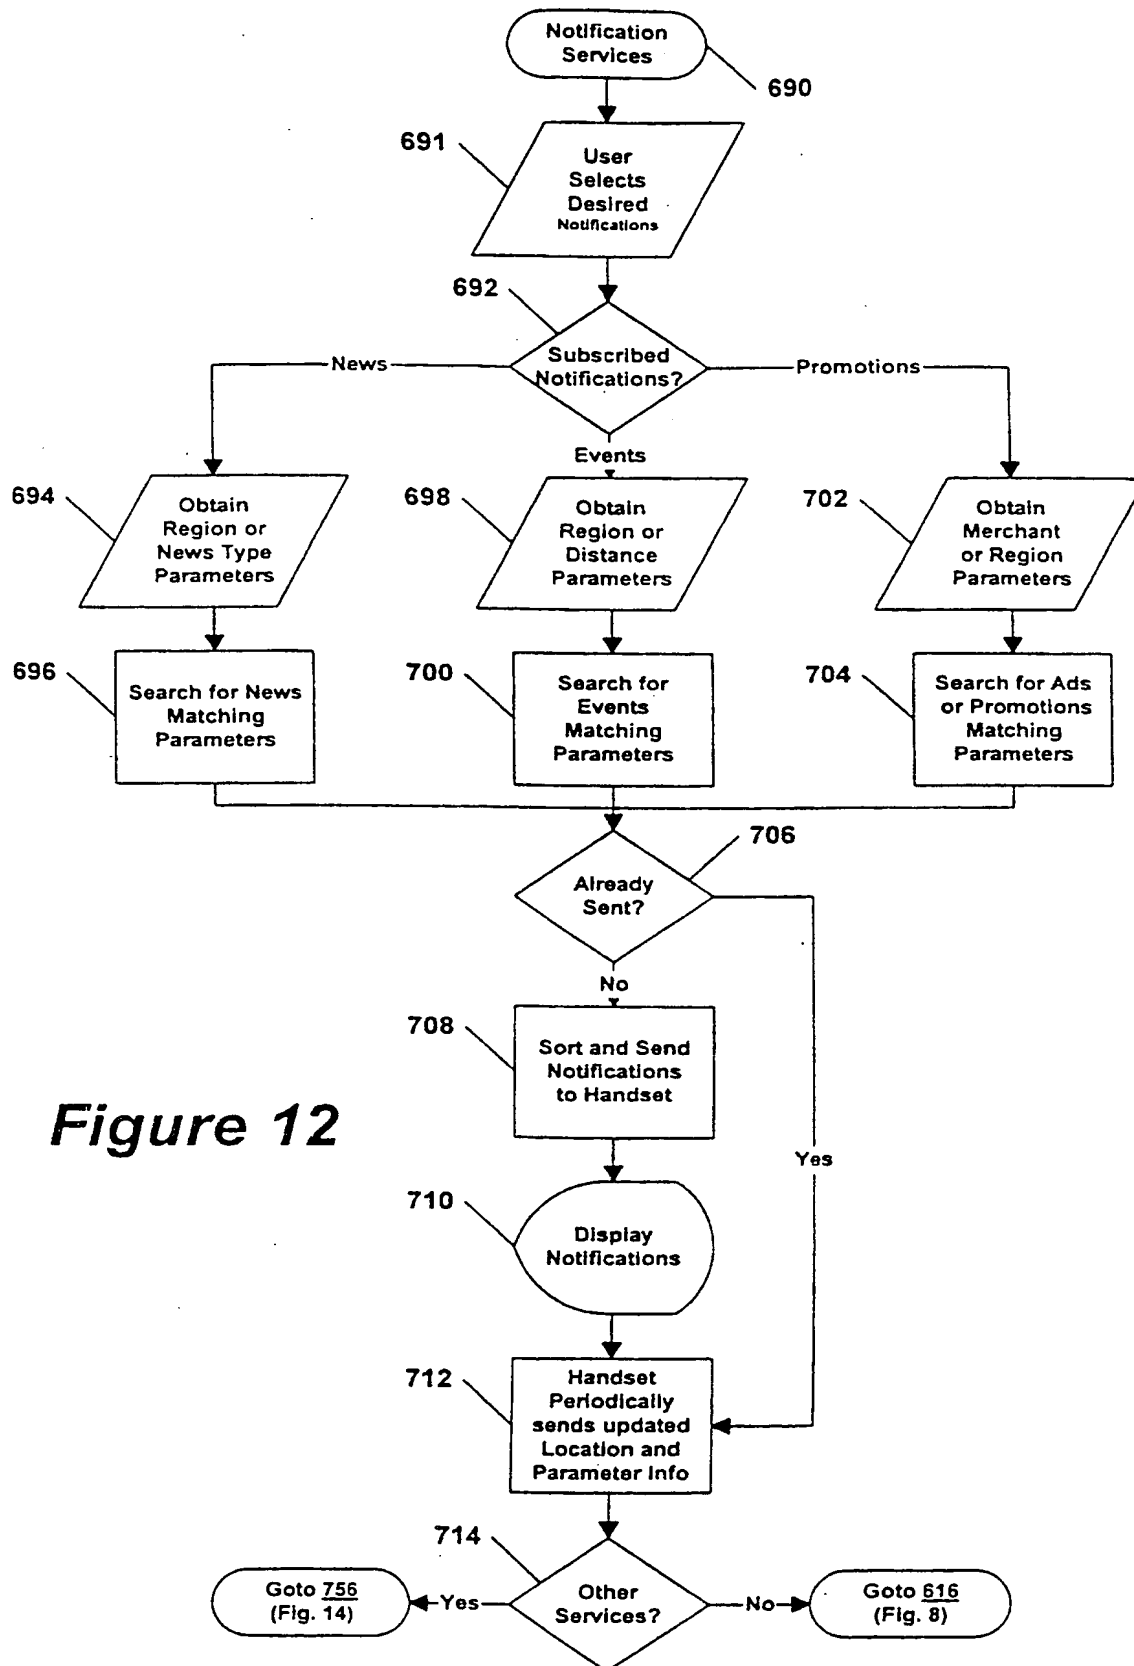 Notification
Services
690
691
User
Selects
Desired
Notifications
692
Subscribed
Notifications?
News
Promotions
Events
694
Obtain
Region or
News Type
Parameters
698
Obtain
Region or
Distance
Parameters
702
Obtain
Merchant
or Region
Parameters
696
Search for News
Matching
Parameters
700
Search for
Events
Matching
Parameters
704
Search for Ads
or Promotions
Matching
Parameters
706
Already
Sent?
No
Yes
708
Sort and Send
Notifications
to Handset
Figure 12
710
Display
Notifications
712
Handset
Periodically
sends updated
Location and
Parameter Info
714
Other
Services?
Yes
Goto 756
(Fig. 14)
No
Goto 616
(Fig. 8)